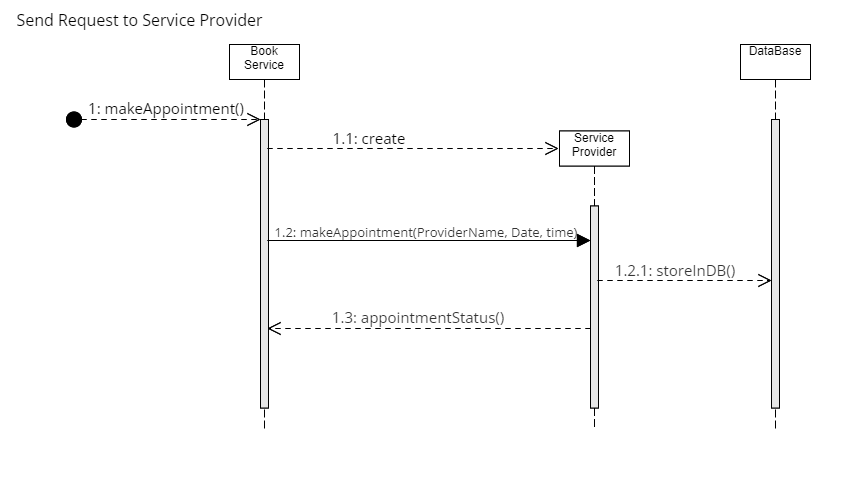 Send Request to Service Provider
Book
Service
DataBase
1: makeAppointment()
1.1: create
Service
Provider
1.2: makeAppointment(ProviderName, Date, time)
1.2.1: storeInDB()
1.3: appointmentStatus()